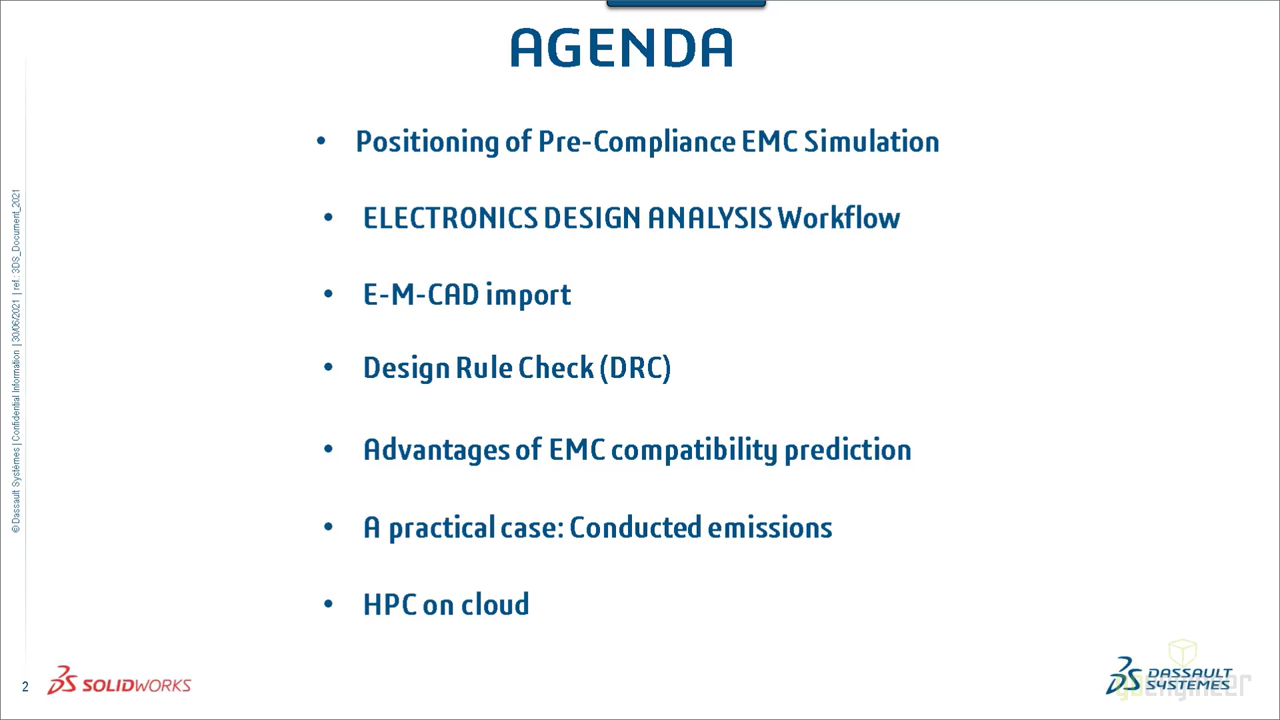 AGENDA
• Positioning of Pre-Compliance EMC Simulation
• ELECTRONICS DESIGN ANALYSIS Workflow
• E-M-CAD import
• Design Rule Check (DRC)
• Advantages of EMC compatibility prediction
• A practical case: Conducted emissions
• HPC on cloud
© Dassault Systèmes | Confidential Information | 30/06/2021 | ref.: 3DS_Document_2021
2
SOLIDWORKS
DASSAULT
SYSTEMES
goengineer